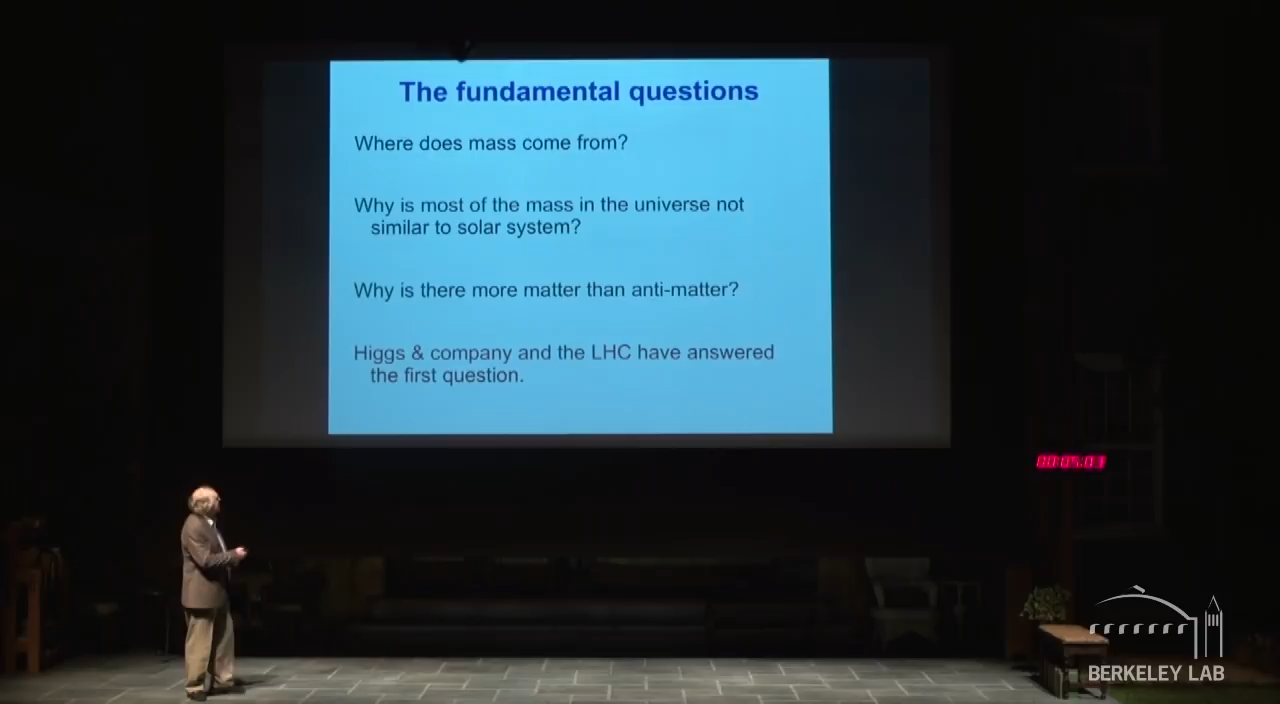 The fundamental questions
Where does mass come from?
Why is most of the mass in the universe not
similar to solar system?
Why is there more matter than anti-matter?
Higgs & company and the LHC have answered
the first question.
BERKELEY LAB